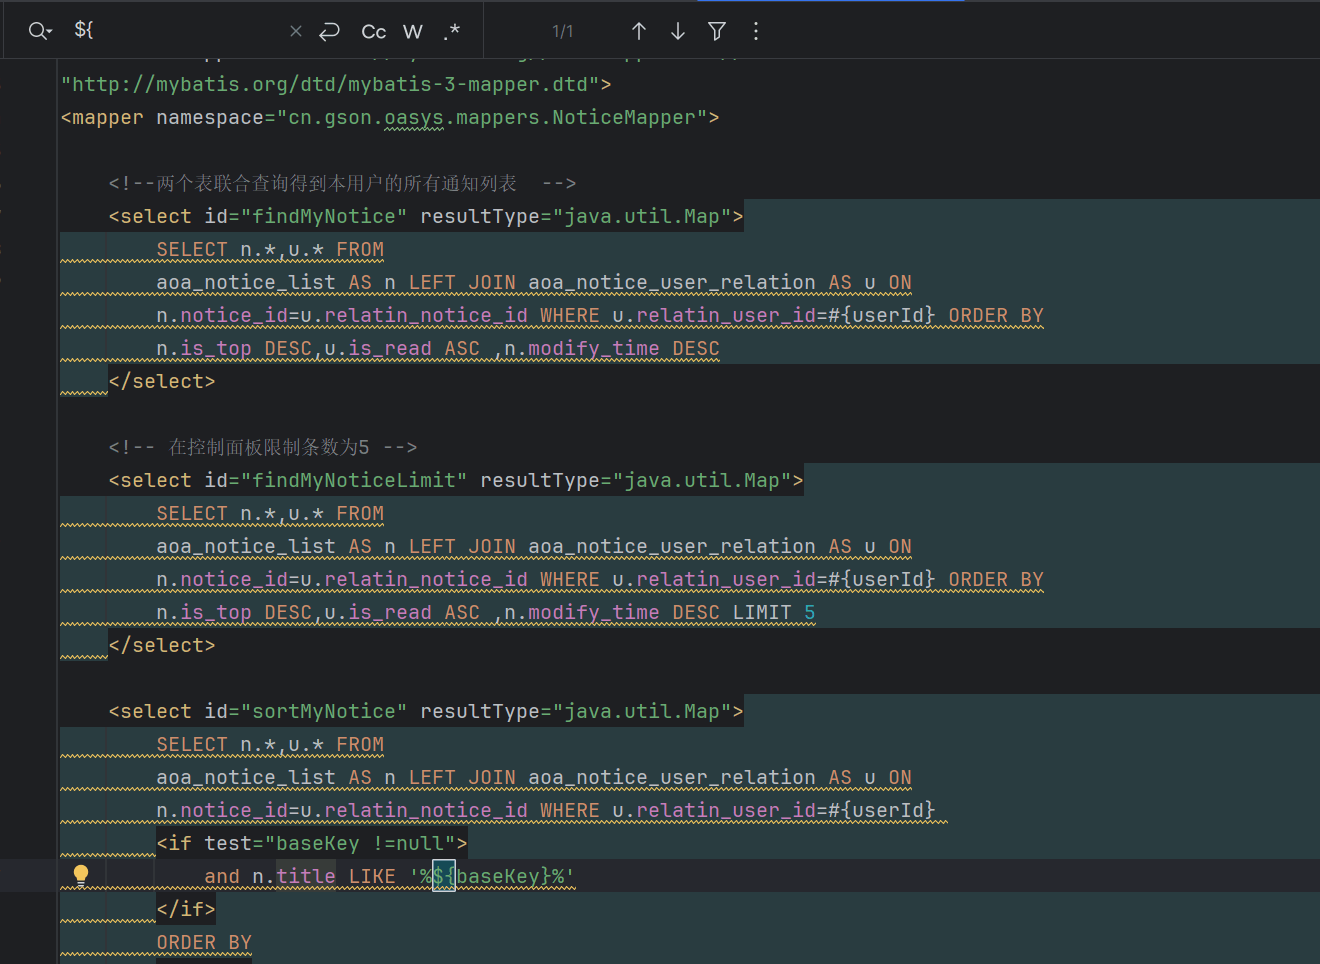 ${
Cc W .* 1/1
"http://mybatis.org/dtd/mybatis-3-mapper.dtd">
<mapper namespace="cn.gson.oasys.mappers.NoticeMapper">
<!--两个表联合查询得到本用户的所有通知列表  -->
<select id="findMyNotice" resultType="java.util.Map">
SELECT n.*,u.* FROM
aoa_notice_list AS n LEFT JOIN aoa_notice_user_relation AS u ON
n.notice_id=u.relatin_notice_id WHERE u.relatin_user_id=#{userId} ORDER BY
n.is_top DESC,u.is_read ASC ,n.modify_time DESC
</select>
<!-- 在控制面板限制条数为5 -->
<select id="findMyNoticeLimit" resultType="java.util.Map">
SELECT n.*,u.* FROM
aoa_notice_list AS n LEFT JOIN aoa_notice_user_relation AS u ON
n.notice_id=u.relatin_notice_id WHERE u.relatin_user_id=#{userId} ORDER BY
n.is_top DESC,u.is_read ASC ,n.modify_time DESC LIMIT 5
</select>
<select id="sortMyNotice" resultType="java.util.Map">
SELECT n.*,u.* FROM
aoa_notice_list AS n LEFT JOIN aoa_notice_user_relation AS u ON
n.notice_id=u.relatin_notice_id WHERE u.relatin_user_id=#{userId}
<if test="baseKey !=null">
and n.title LIKE '%${baseKey}%'
</if>
ORDER BY